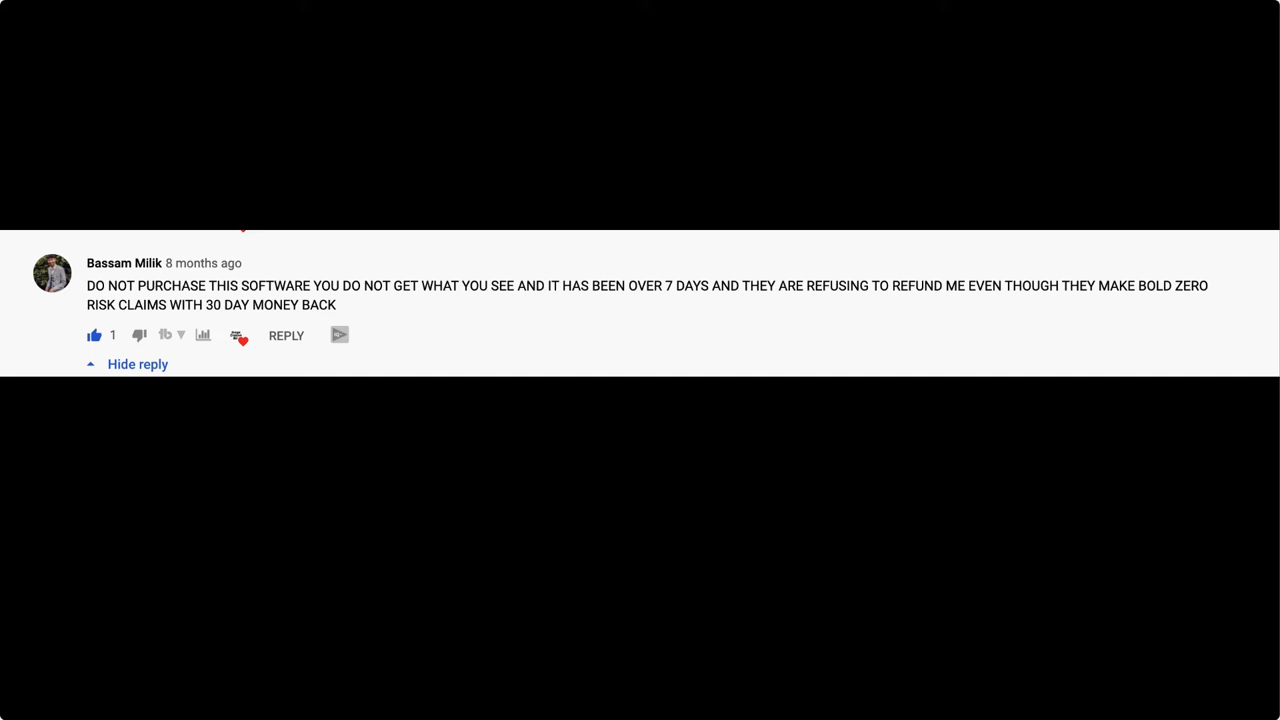 Bassam Milik 8 months ago
DO NOT PURCHASE THIS SOFTWARE YOU DO NOT GET WHAT YOU SEE AND IT HAS BEEN OVER 7 DAYS AND THEY ARE REFUSING TO REFUND ME EVEN THOUGH THEY MAKE BOLD ZERO
RISK CLAIMS WITH 30 DAY MONEY BACK
1 REPLY
Hide reply